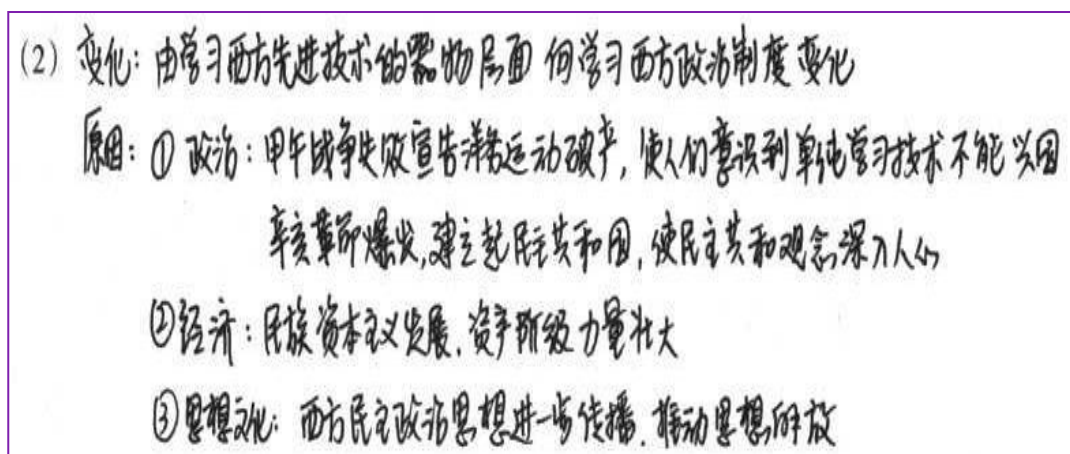 (2) 变化：由学习西方先进技术的器物层面向学习西方政治制度变化
原因：① 政治：甲午战争失败宣告洋务运动破产，使人们意识到单纯学习技术不能兴国
辛亥革命爆发，建立起民主共和国，使民主共和观念深入人心
②经济：民族资本主义发展，资产阶级力量壮大
③思想文化：西方民主政治思想进一步传播，推动思想解放